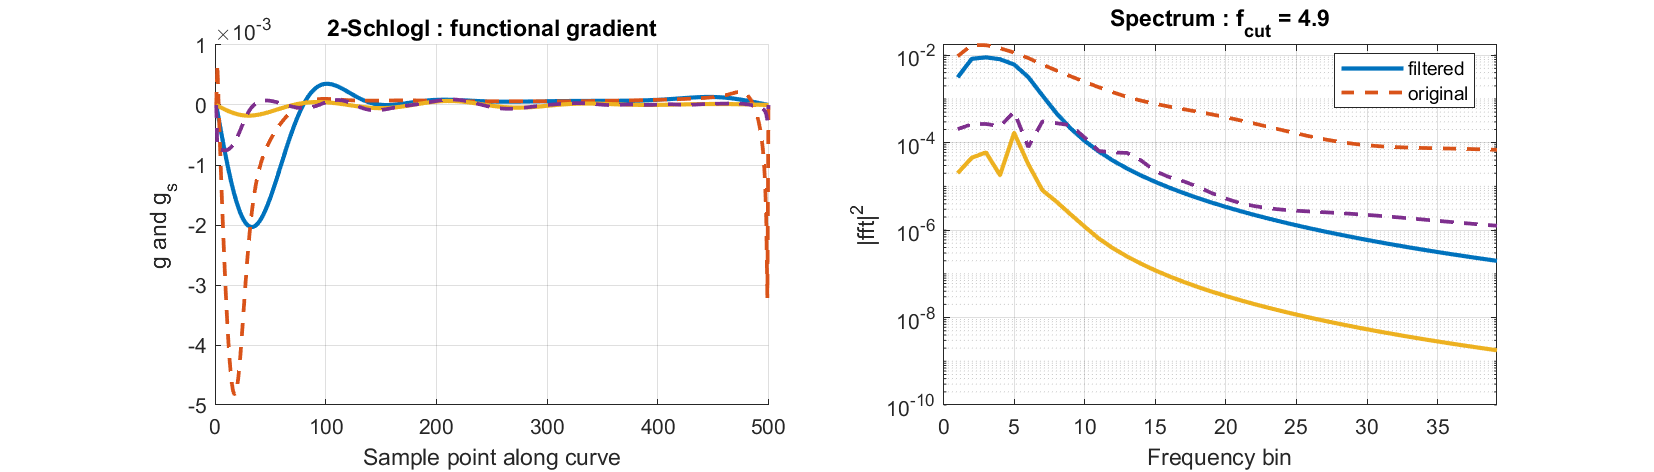 ×10-3
2-Schlogl : functional gradient
1
0
-1
-2
-3
-4
-5
g and gs
0 100 200 300 400 500
Sample point along curve
Spectrum : fcut = 4.9
10-2
10-4
10-6
10-8
10-10
|fft|2
filtered
original
0 5 10 15 20 25 30 35
Frequency bin